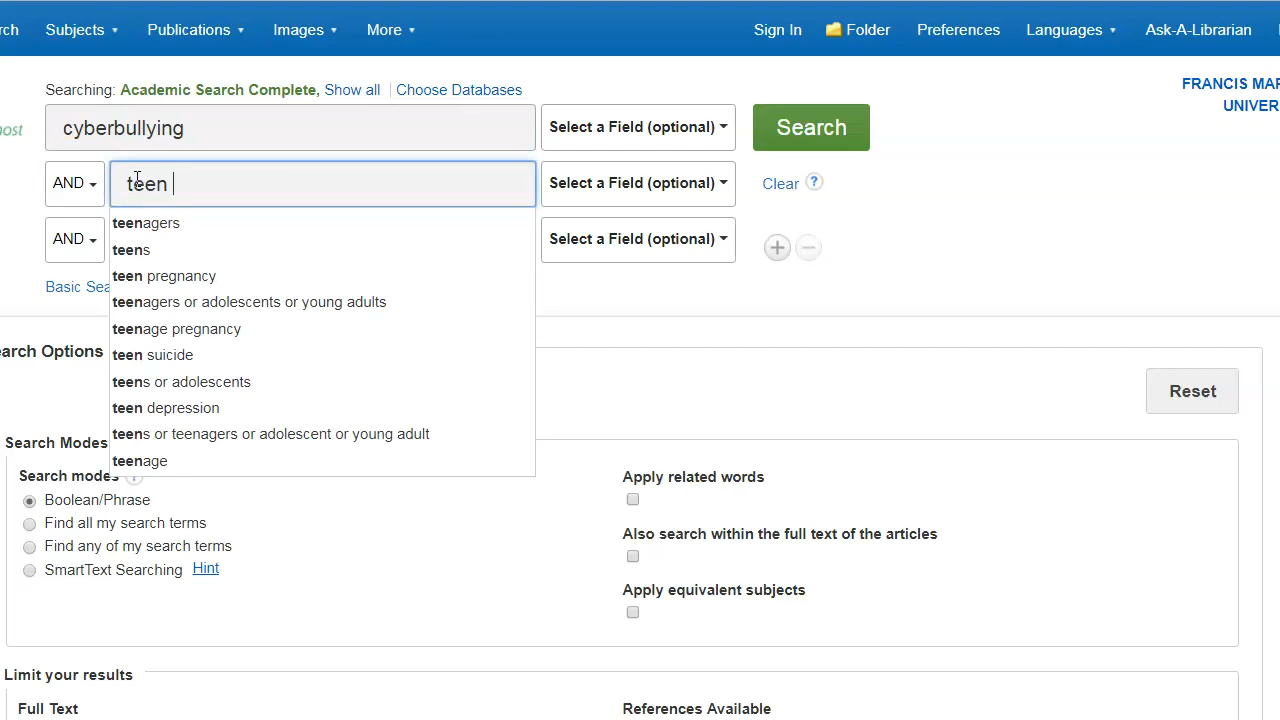 rch Subjects Publications Images More Sign In Folder Preferences Languages Ask-A-Librarian
Searching: Academic Search Complete, Show all Choose Databases
FRANCIS MAR
UNIVER
ost
cyberbullying
Select a Field (optional)
Search
AND
teen
Select a Field (optional)
Clear ?
AND
Select a Field (optional)
teenagers
teens
teen pregnancy
teenagers or adolescents or young adults
teenage pregnancy
teen suicide
teens or adolescents
teen depression
teens or teenagers or adolescent or young adult
teenage
Basic Sea
earch Options
Reset
Search Modes
Search modes
Boolean/Phrase
Find all my search terms
Find any of my search terms
SmartText Searching Hint
Apply related words
Also search within the full text of the articles
Apply equivalent subjects
Limit your results
Full Text
References Available